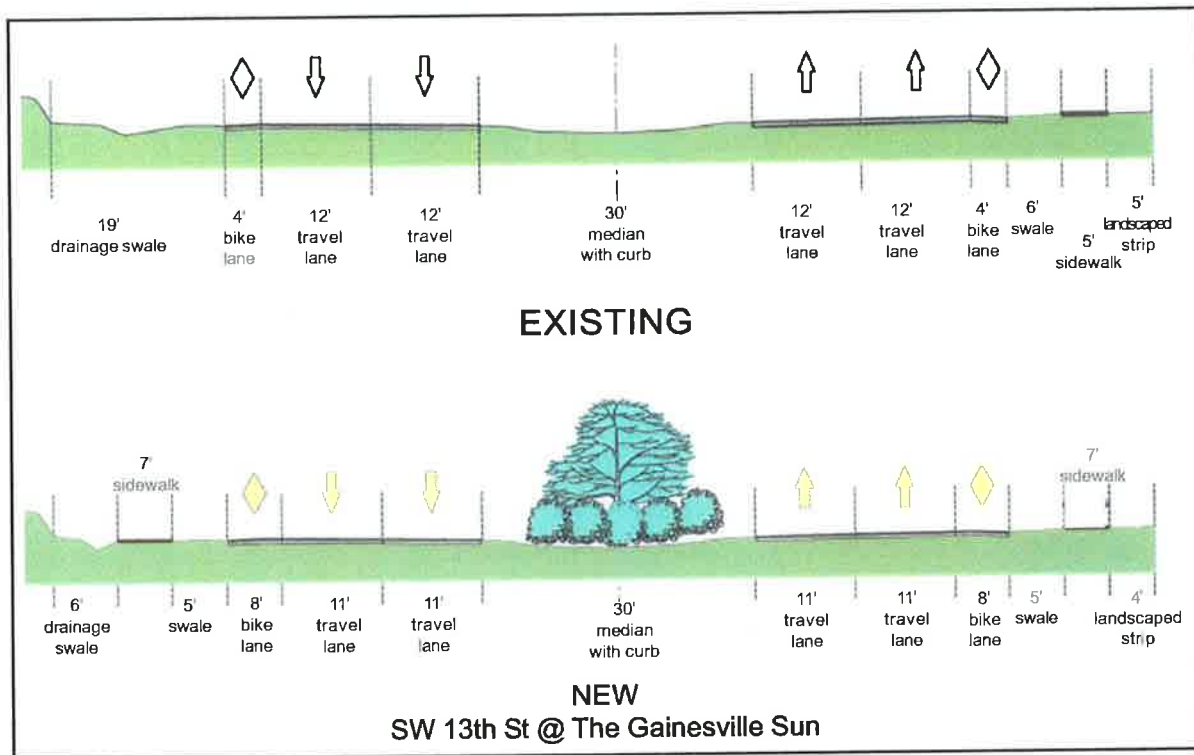 19'
drainage swale
4'
bike
lane
12'
travel
lane
12'
travel
lane
30'
median
with curb
12'
travel
lane
12'
travel
lane
4'
bike
lane
6'
swale
5'
sidewalk
5'
landscaped
strip
EXISTING
7'
sidewalk
7'
sidewalk
6'
drainage
swale
5'
swale
8'
bike
lane
11'
travel
lane
11'
travel
lane
30'
median
with curb
11'
travel
lane
11'
travel
lane
8'
bike
lane
5'
swale
4'
landscaped
strip
NEW
SW 13th St @ The Gainesville Sun